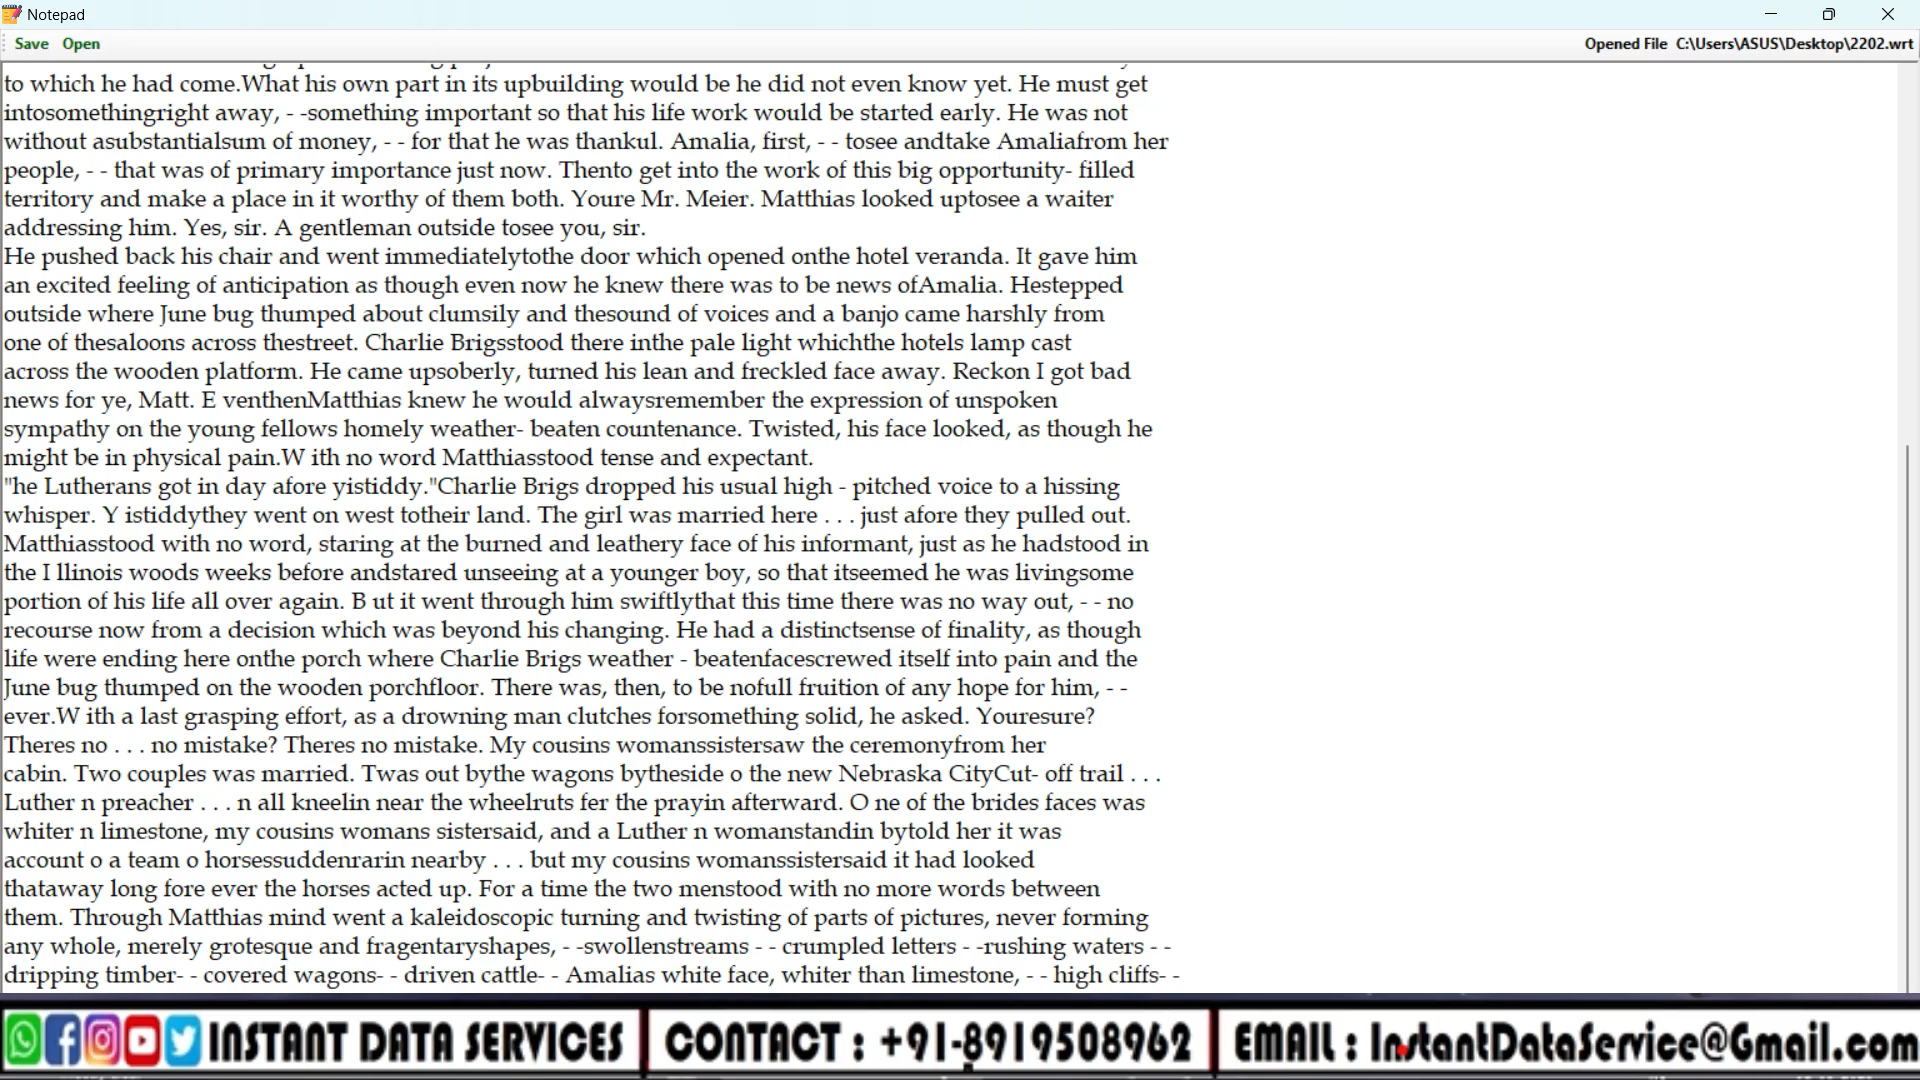 Notepad
Save Open
Opened File C:\Users\ASUS\Desktop\2202.wrt
to which he had come.What his own part in its upbuilding would be he did not even know yet. He must get
intosomethingright away, - -something important so that his life work would be started early. He was not
without asubstantialsum of money, - - for that he was thankul. Amalia, first, - - tosee andtake Amaliafrom her
people, - - that was of primary importance just now. Thento get into the work of this big opportunity- filled
territory and make a place in it worthy of them both. Youre Mr. Meier. Matthias looked uptosee a waiter
addressing him. Yes, sir. A gentleman outside tosee you, sir.
He pushed back his chair and went immediatelytothe door which opened onthe hotel veranda. It gave him
an excited feeling of anticipation as though even now he knew there was to be news ofAmalia. Hestepped
outside where June bug thumped about clumsily and thesound of voices and a banjo came harshly from
one of thesaloons across thestreet. Charlie Brigsstood there inthe pale light whichthe hotels lamp cast
across the wooden platform. He came upsoberly, turned his lean and freckled face away. Reckon I got bad
news for ye, Matt. E venthenMatthias knew he would alwaysremember the expression of unspoken
sympathy on the young fellows homely weather- beaten countenance. Twisted, his face looked, as though he
might be in physical pain.W ith no word Matthiasstood tense and expectant.
"he Lutherans got in day afore yistiddy."Charlie Brigs dropped his usual high - pitched voice to a hissing
whisper. Y istiddythey went on west totheir land. The girl was married here . . . just afore they pulled out.
Matthiasstood with no word, staring at the burned and leathery face of his informant, just as he hadstood in
the I llinois woods weeks before andstared unseeing at a younger boy, so that itseemed he was livingsome
portion of his life all over again. B ut it went through him swiftlythat this time there was no way out, - - no
recourse now from a decision which was beyond his changing. He had a distinctsense of finality, as though
life were ending here onthe porch where Charlie Brigs weather - beatenfacescrewed itself into pain and the
June bug thumped on the wooden porchfloor. There was, then, to be nofull fruition of any hope for him, - -
ever.W ith a last grasping effort, as a drowning man clutches forsomething solid, he asked. Youresure?
Theres no . . . no mistake? Theres no mistake. My cousins womanssistersaw the ceremonyfrom her
cabin. Two couples was married. Twas out bythe wagons bytheside o the new Nebraska CityCut- off trail . . .
Luther n preacher . . . n all kneelin near the wheelruts fer the prayin afterward. O ne of the brides faces was
whiter n limestone, my cousins womans sistersaid, and a Luther n womanstandin bytold her it was
account o a team o horsessuddenrarin nearby . . . but my cousins womanssistersaid it had looked
thataway long fore ever the horses acted up. For a time the two menstood with no more words between
them. Through Matthias mind went a kaleidoscopic turning and twisting of parts of pictures, never forming
any whole, merely grotesque and fragentaryshapes, - -swollenstreams - - crumpled letters - -rushing waters - -
dripping timber- - covered wagons- - driven cattle- - Amalias white face, whiter than limestone, - - high cliffs- -
INSTANT DATA SERVICES CONTACT : +91-8919508962 EMAIL : InstantDataService@Gmail.com